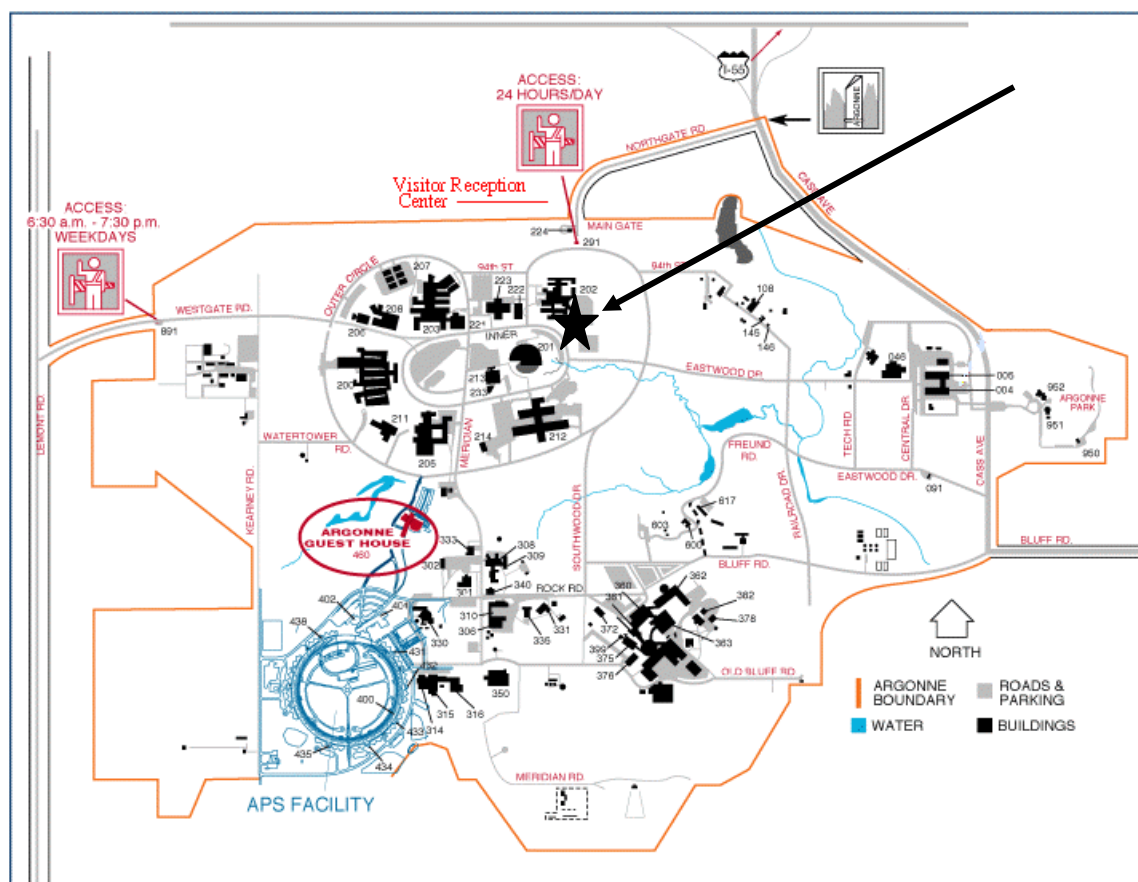 I-55
ARGONNE
ACCESS:
24 HOURS/DAY
NORTHGATE RD.
CASS AVE
Visitor Reception
Center
ACCESS:
6:30 a.m. - 7:30 p.m.
WEEKDAYS
224
MAIN GATE
291
OUTER CIRCLE
207
94th ST
223
222
202
94th ST
108
WESTGATE RD.
891
208
206
203
221
INNER
201
145
146
200
213
233
EASTWOOD DR.
046
005
004
952
951
ARGONNE
PARK
950
LEMONT RD.
211
WATERTOWER
RD.
205
MERIDIAN
214
212
FREUND
RD.
TECH RD
CENTRAL DR.
CASS AVE
EASTWOOD DR.
091
KEARNEY RD.
SOUTHWOOD DR.
RAILROAD DR.
617
603
600
ARGONNE
GUEST HOUSE
460
333
302
308
309
BLUFF RD.
BLUFF RD.
301
340
ROCK RD.
360
362
361
382
378
402
401
310
306
330
331
336
372
399
375
376
363
438
431
432
OLD BLUFF RD.
NORTH
350
400
315
316
314
433
435
434
ARGONNE
BOUNDARY
ROADS &
PARKING
WATER
BUILDINGS
MERIDIAN RD.
APS FACILITY